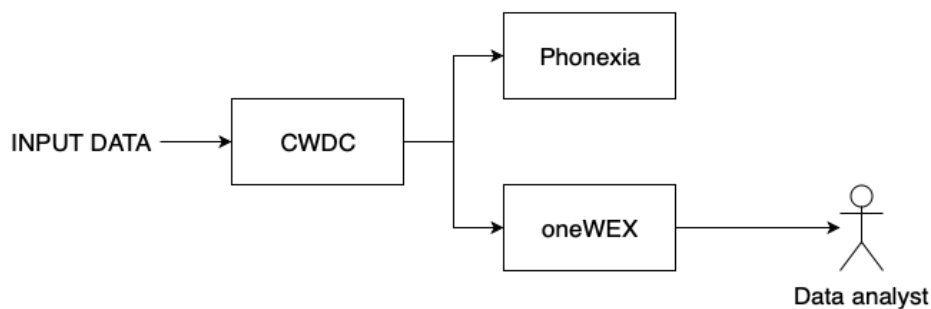 Phonexia
INPUT DATA
CWDC
oneWEX
Data analyst